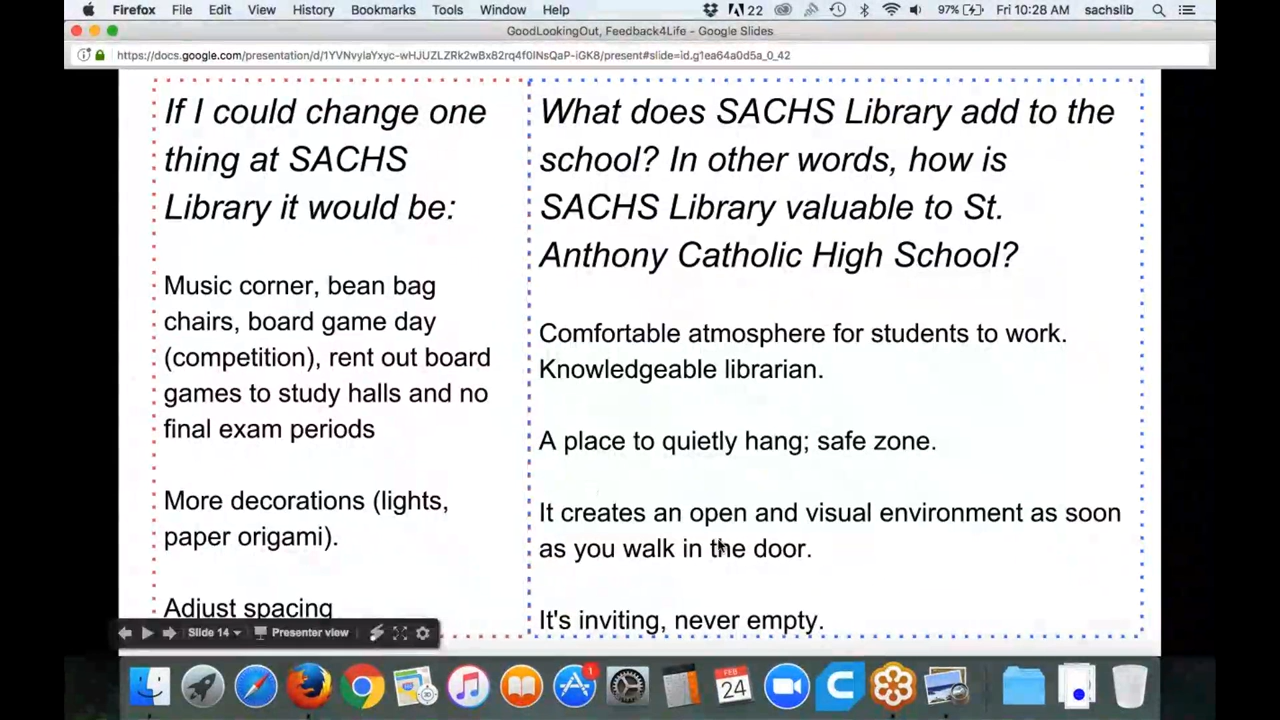 Firefox File Edit View History Bookmarks Tools Window Help 22 97% Fri 10:28 AM sachslib
GoodLookingOut, Feedback4Life - Google Slides
If I could change one
thing at SACHS
Library it would be:
Music corner, bean bag
chairs, board game day
(competition), rent out board
games to study halls and no
final exam periods
More decorations (lights,
paper origami).
Adjust spacing
What does SACHS Library add to the
school? In other words, how is
SACHS Library valuable to St.
Anthony Catholic High School?
Comfortable atmosphere for students to work.
Knowledgeable librarian.
A place to quietly hang; safe zone.
It creates an open and visual environment as soon
as you walk in the door.
It's inviting, never empty.
Slide 14 Presenter view
1
FEB
24